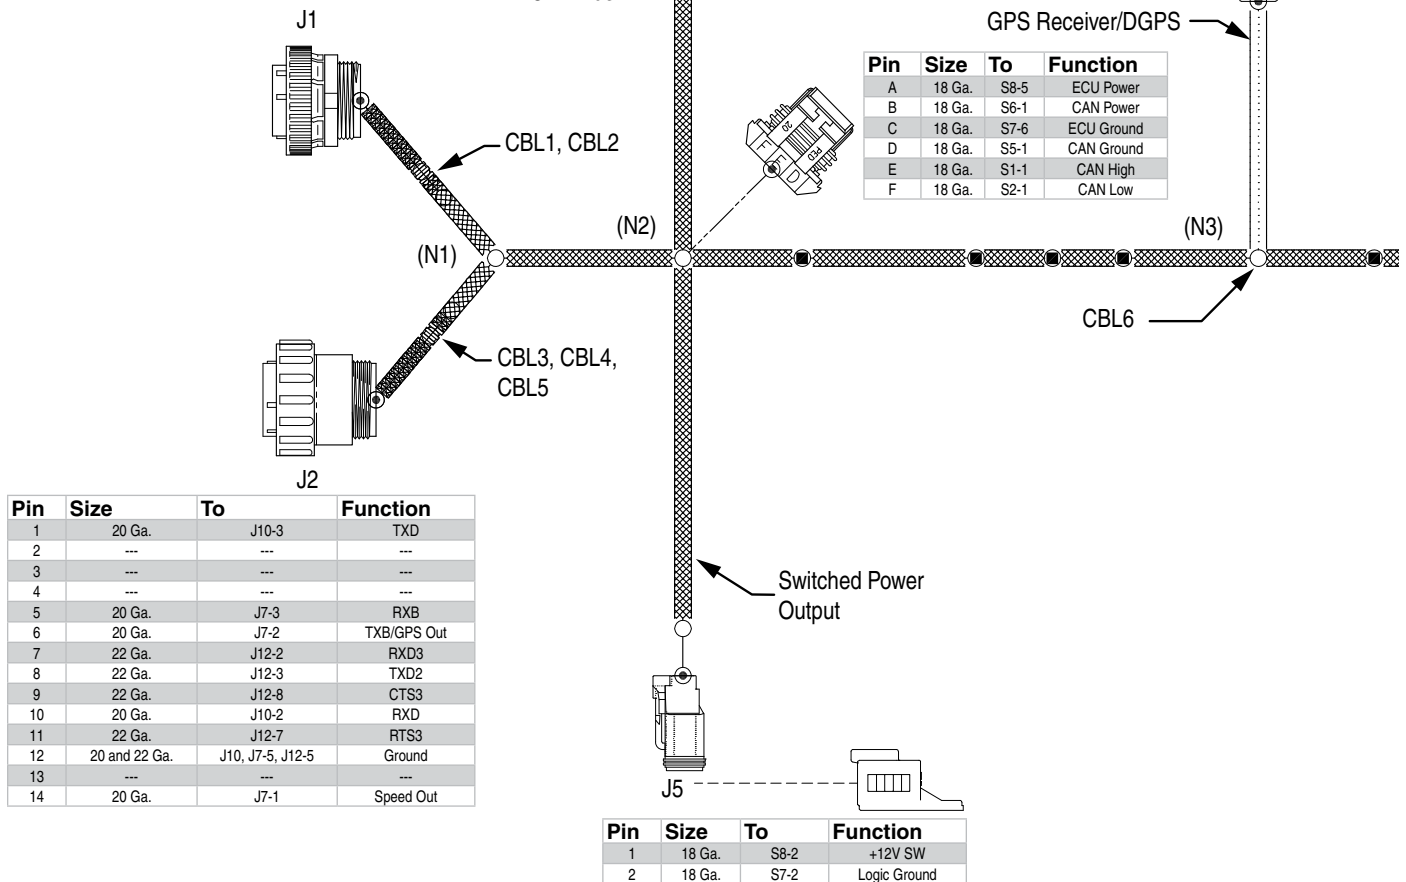 J1
GPS Receiver/DGPS
Pin Size To Function
A 18 Ga. S8-5 ECU Power
B 18 Ga. S6-1 CAN Power
C 18 Ga. S7-6 ECU Ground
D 18 Ga. S5-1 CAN Ground
E 18 Ga. S1-1 CAN High
F 18 Ga. S2-1 CAN Low
CBL1, CBL2
(N1)
(N2)
(N3)
CBL6
CBL3, CBL4,
CBL5
J2
Pin Size To Function
1 20 Ga. J10-3 TXD
2 --- --- ---
3 --- --- ---
4 --- --- ---
5 20 Ga. J7-3 RXB
6 20 Ga. J7-2 TXB/GPS Out
7 22 Ga. J12-2 RXD3
8 22 Ga. J12-3 TXD2
9 22 Ga. J12-8 CTS3
10 20 Ga. J10-2 RXD
11 22 Ga. J12-7 RTS3
12 20 and 22 Ga. J10, J7-5, J12-5 Ground
13 --- --- ---
14 20 Ga. J7-1 Speed Out
Switched Power
Output
J5
Pin Size To Function
1 18 Ga. S8-2 +12V SW
2 18 Ga. S7-2 Logic Ground